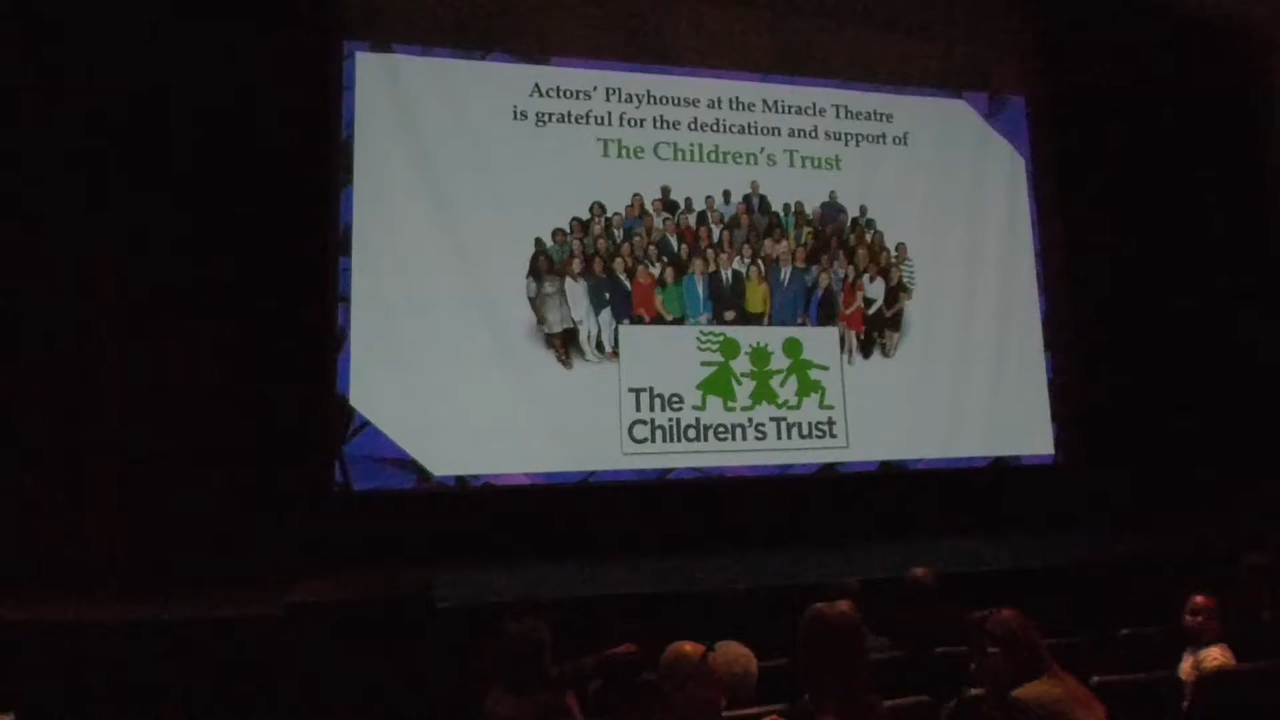 Actors' Playhouse at the Miracle Theatre
is grateful for the dedication and support of
The Children's Trust
The
Children's Trust